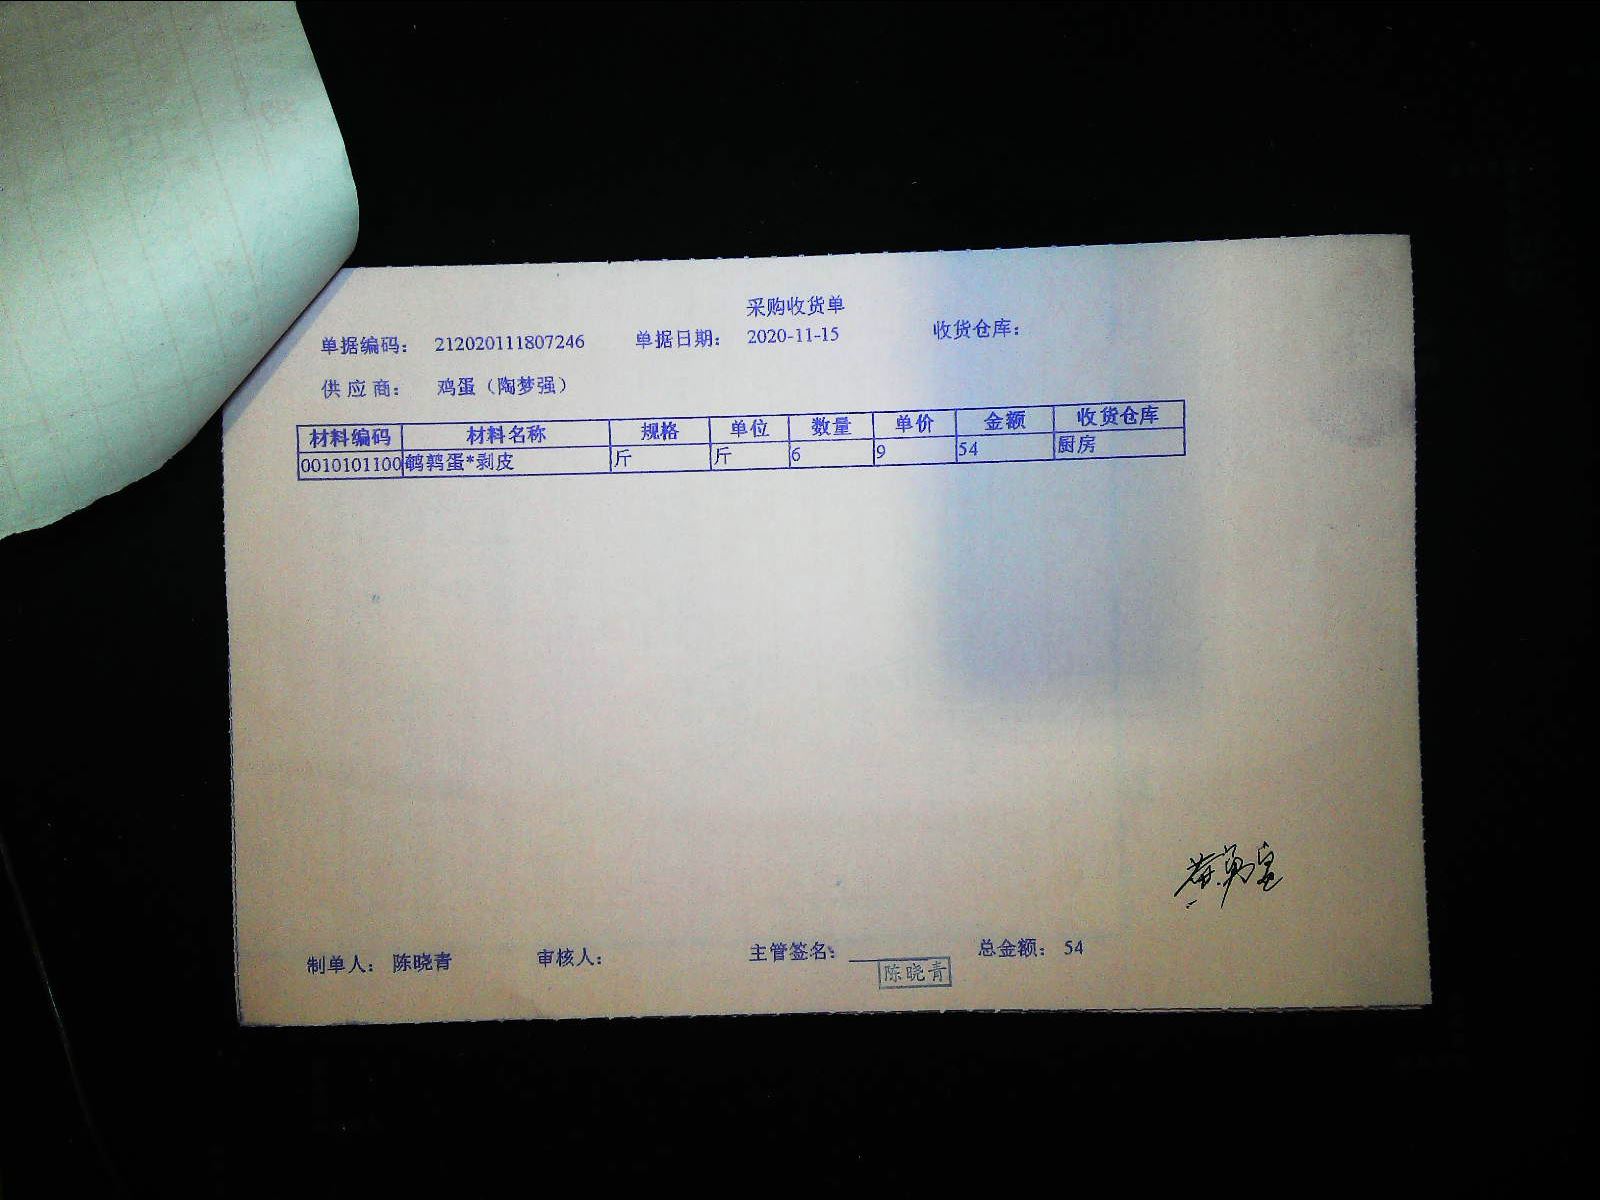 采购收货单
单据编码： 212020111807246 单据日期： 2020-11-15 收货仓库：
供应商： 鸡蛋（陶梦强）
材料编码 材料名称 规格 单位 数量 单价 金额 收货仓库
0010101100 鹌鹑蛋*剥皮 斤 斤 6 9 54 厨房
制单人： 陈晓青 审核人： 主管签名： 总金额： 54
陈晓青